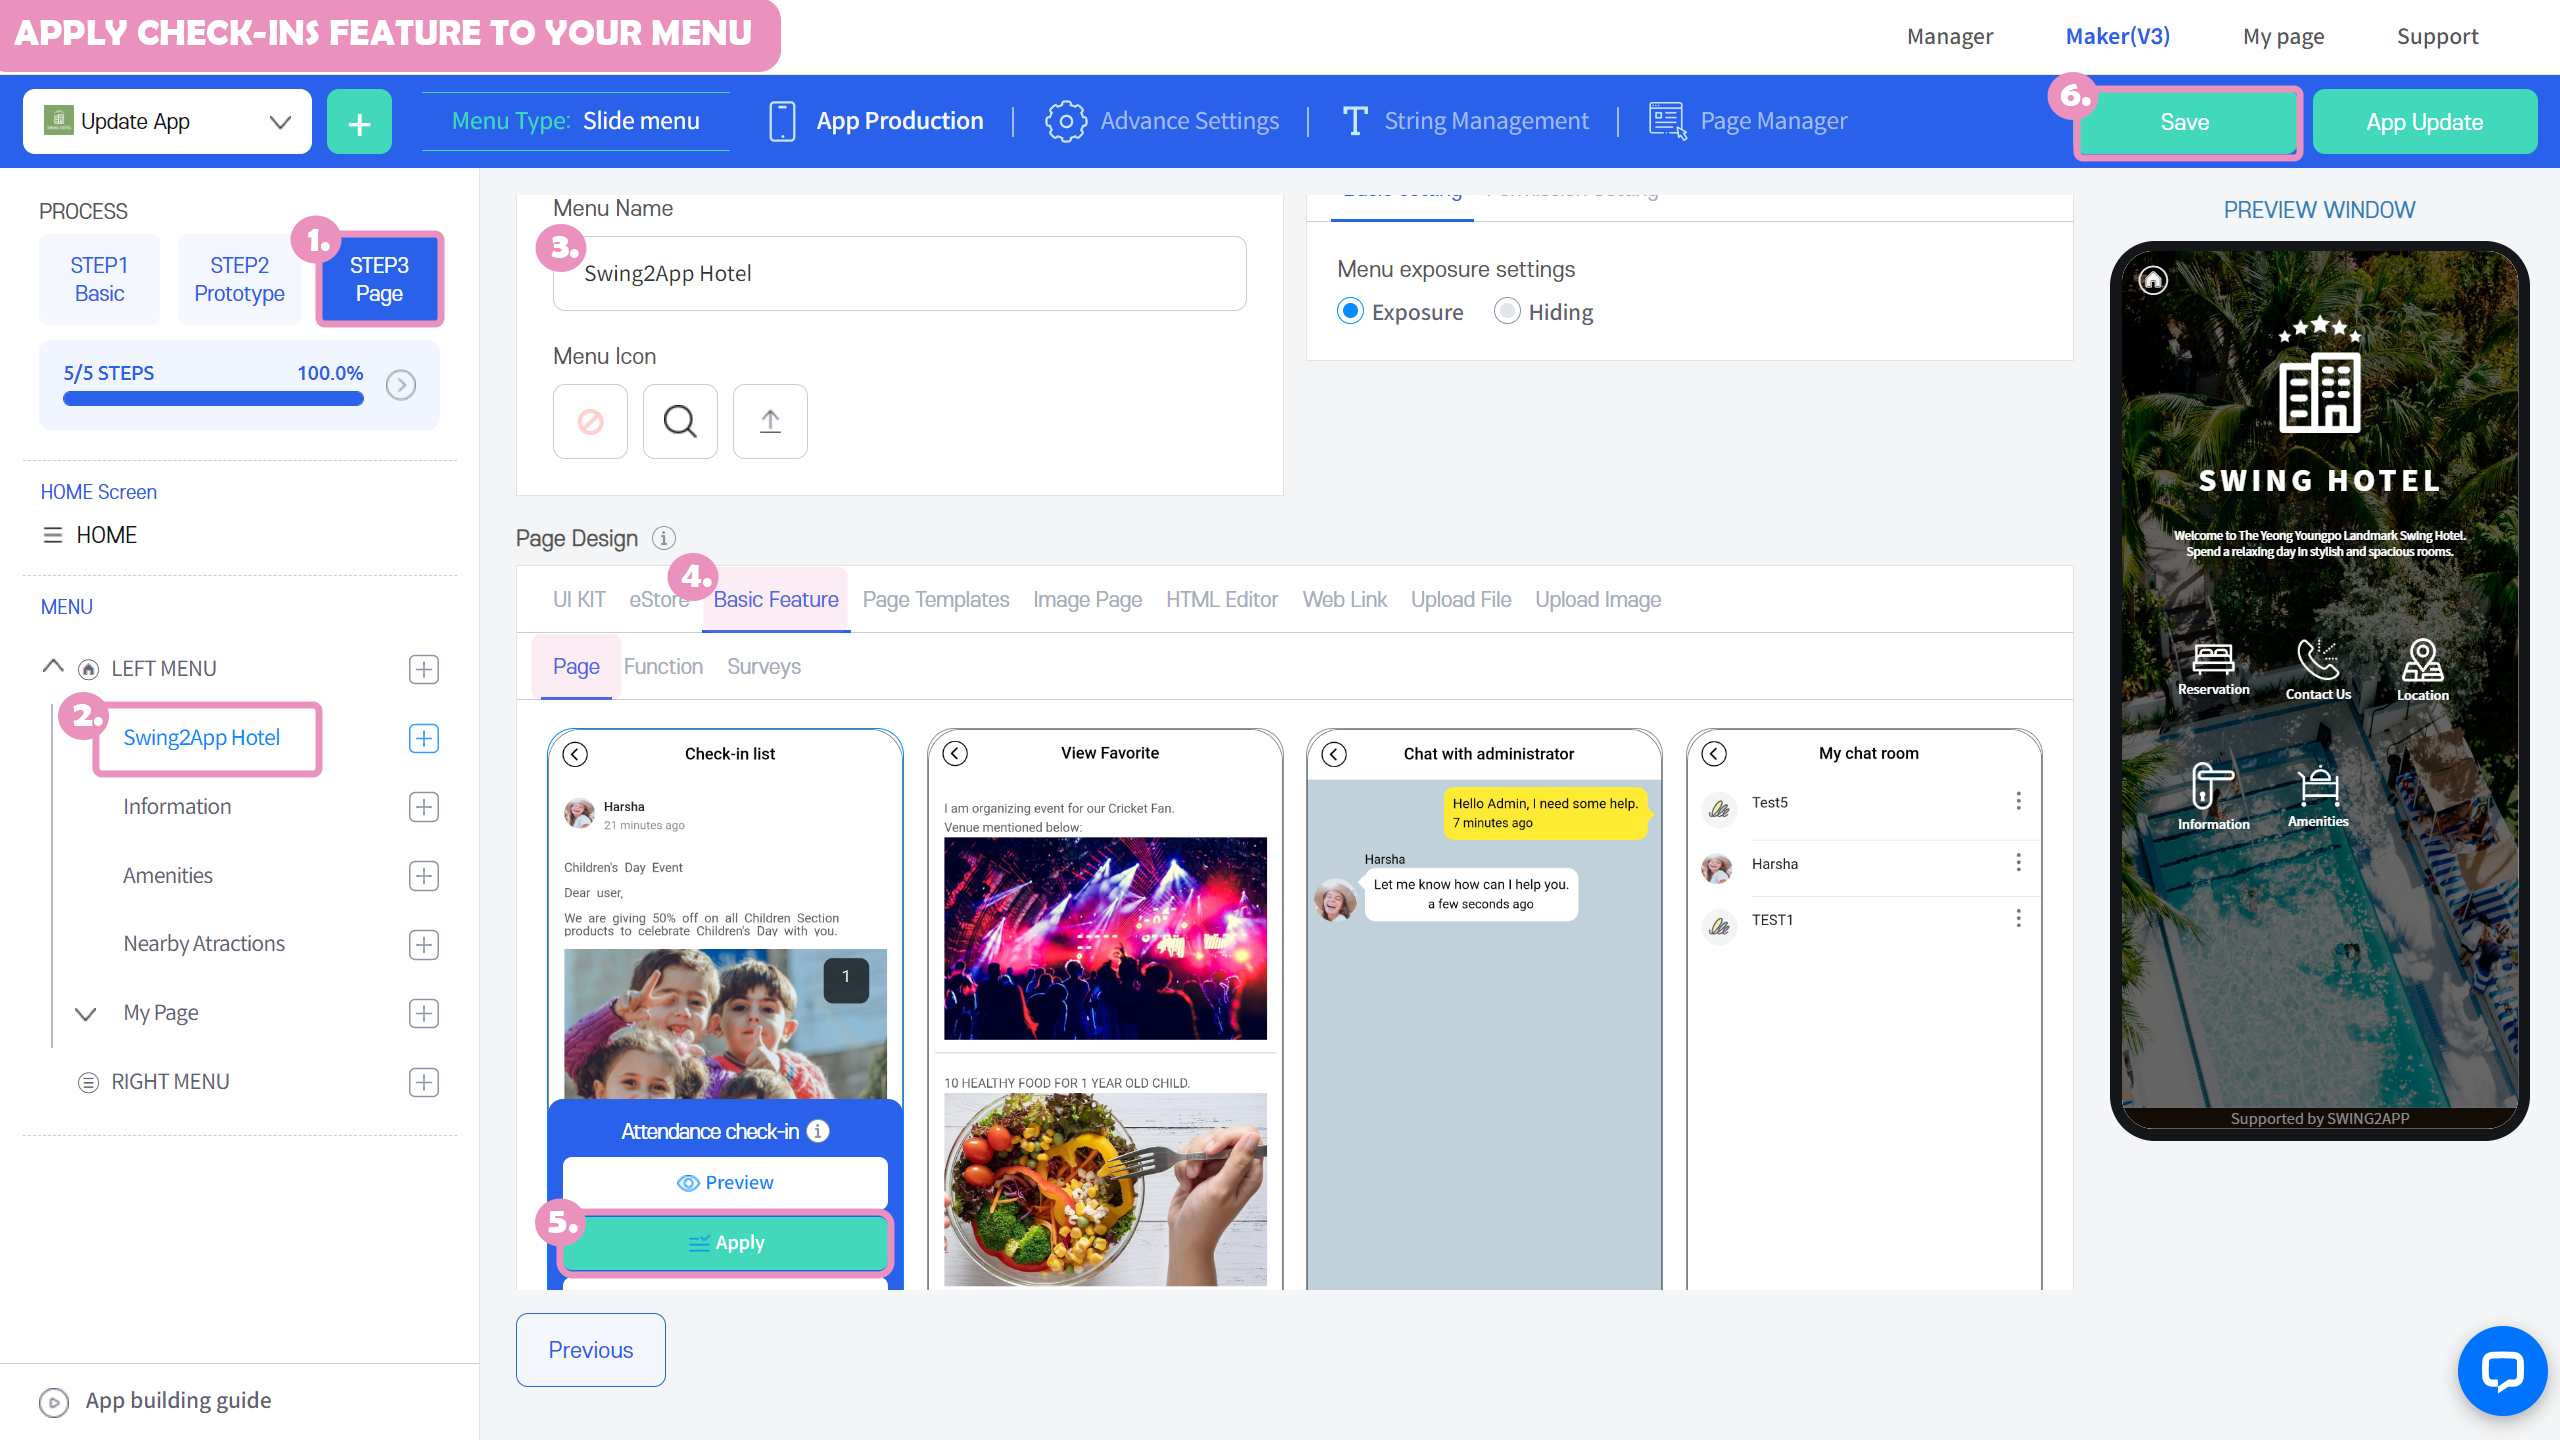 APPLY CHECK-INS FEATURE TO YOUR MENU
Manager
Maker(V3)
My page
Support
Update App
+
Menu Type: Slide menu
App Production
Advance Settings
String Management
Page Manager
6.
Save
App Update
PROCESS
1.
STEP1
Basic
STEP2
Prototype
STEP3
Page
5/5 STEPS
100.0%
HOME Screen
HOME
MENU
LEFT MENU
2.
Swing2App Hotel
Information
Amenities
Nearby Atractions
My Page
RIGHT MENU
App building guide
Menu Name
3.
Swing2App Hotel
Menu Icon
Menu exposure settings
Exposure
Hiding
Page Design
4.
UI KIT
eStore
Basic Feature
Page Templates
Image Page
HTML Editor
Web Link
Upload File
Upload Image
Page
Function
Surveys
Check-in list
Harsha
21 minutes ago
Children's Day Event
Dear user,
We are giving 50% off on all Children Section
products to celebrate Children's Day with you.
1
Attendance check-in
Preview
5.
Apply
View Favorite
I am organizing event for our Cricket Fan.
Venue mentioned below:
10 HEALTHY FOOD FOR 1 YEAR OLD CHILD.
Chat with administrator
Hello Admin, I need some help.
7 minutes ago
Harsha
Let me know how can I help you.
a few seconds ago
My chat room
Test5
Harsha
TEST1
Previous
PREVIEW WINDOW
SWING HOTEL
Welcome to The Yeong Youngpo Landmark Swing Hotel.
Spend a relaxing day in stylish and spacious rooms.
Reservation
Contact Us
Location
Information
Amenities
Supported by SWING2APP